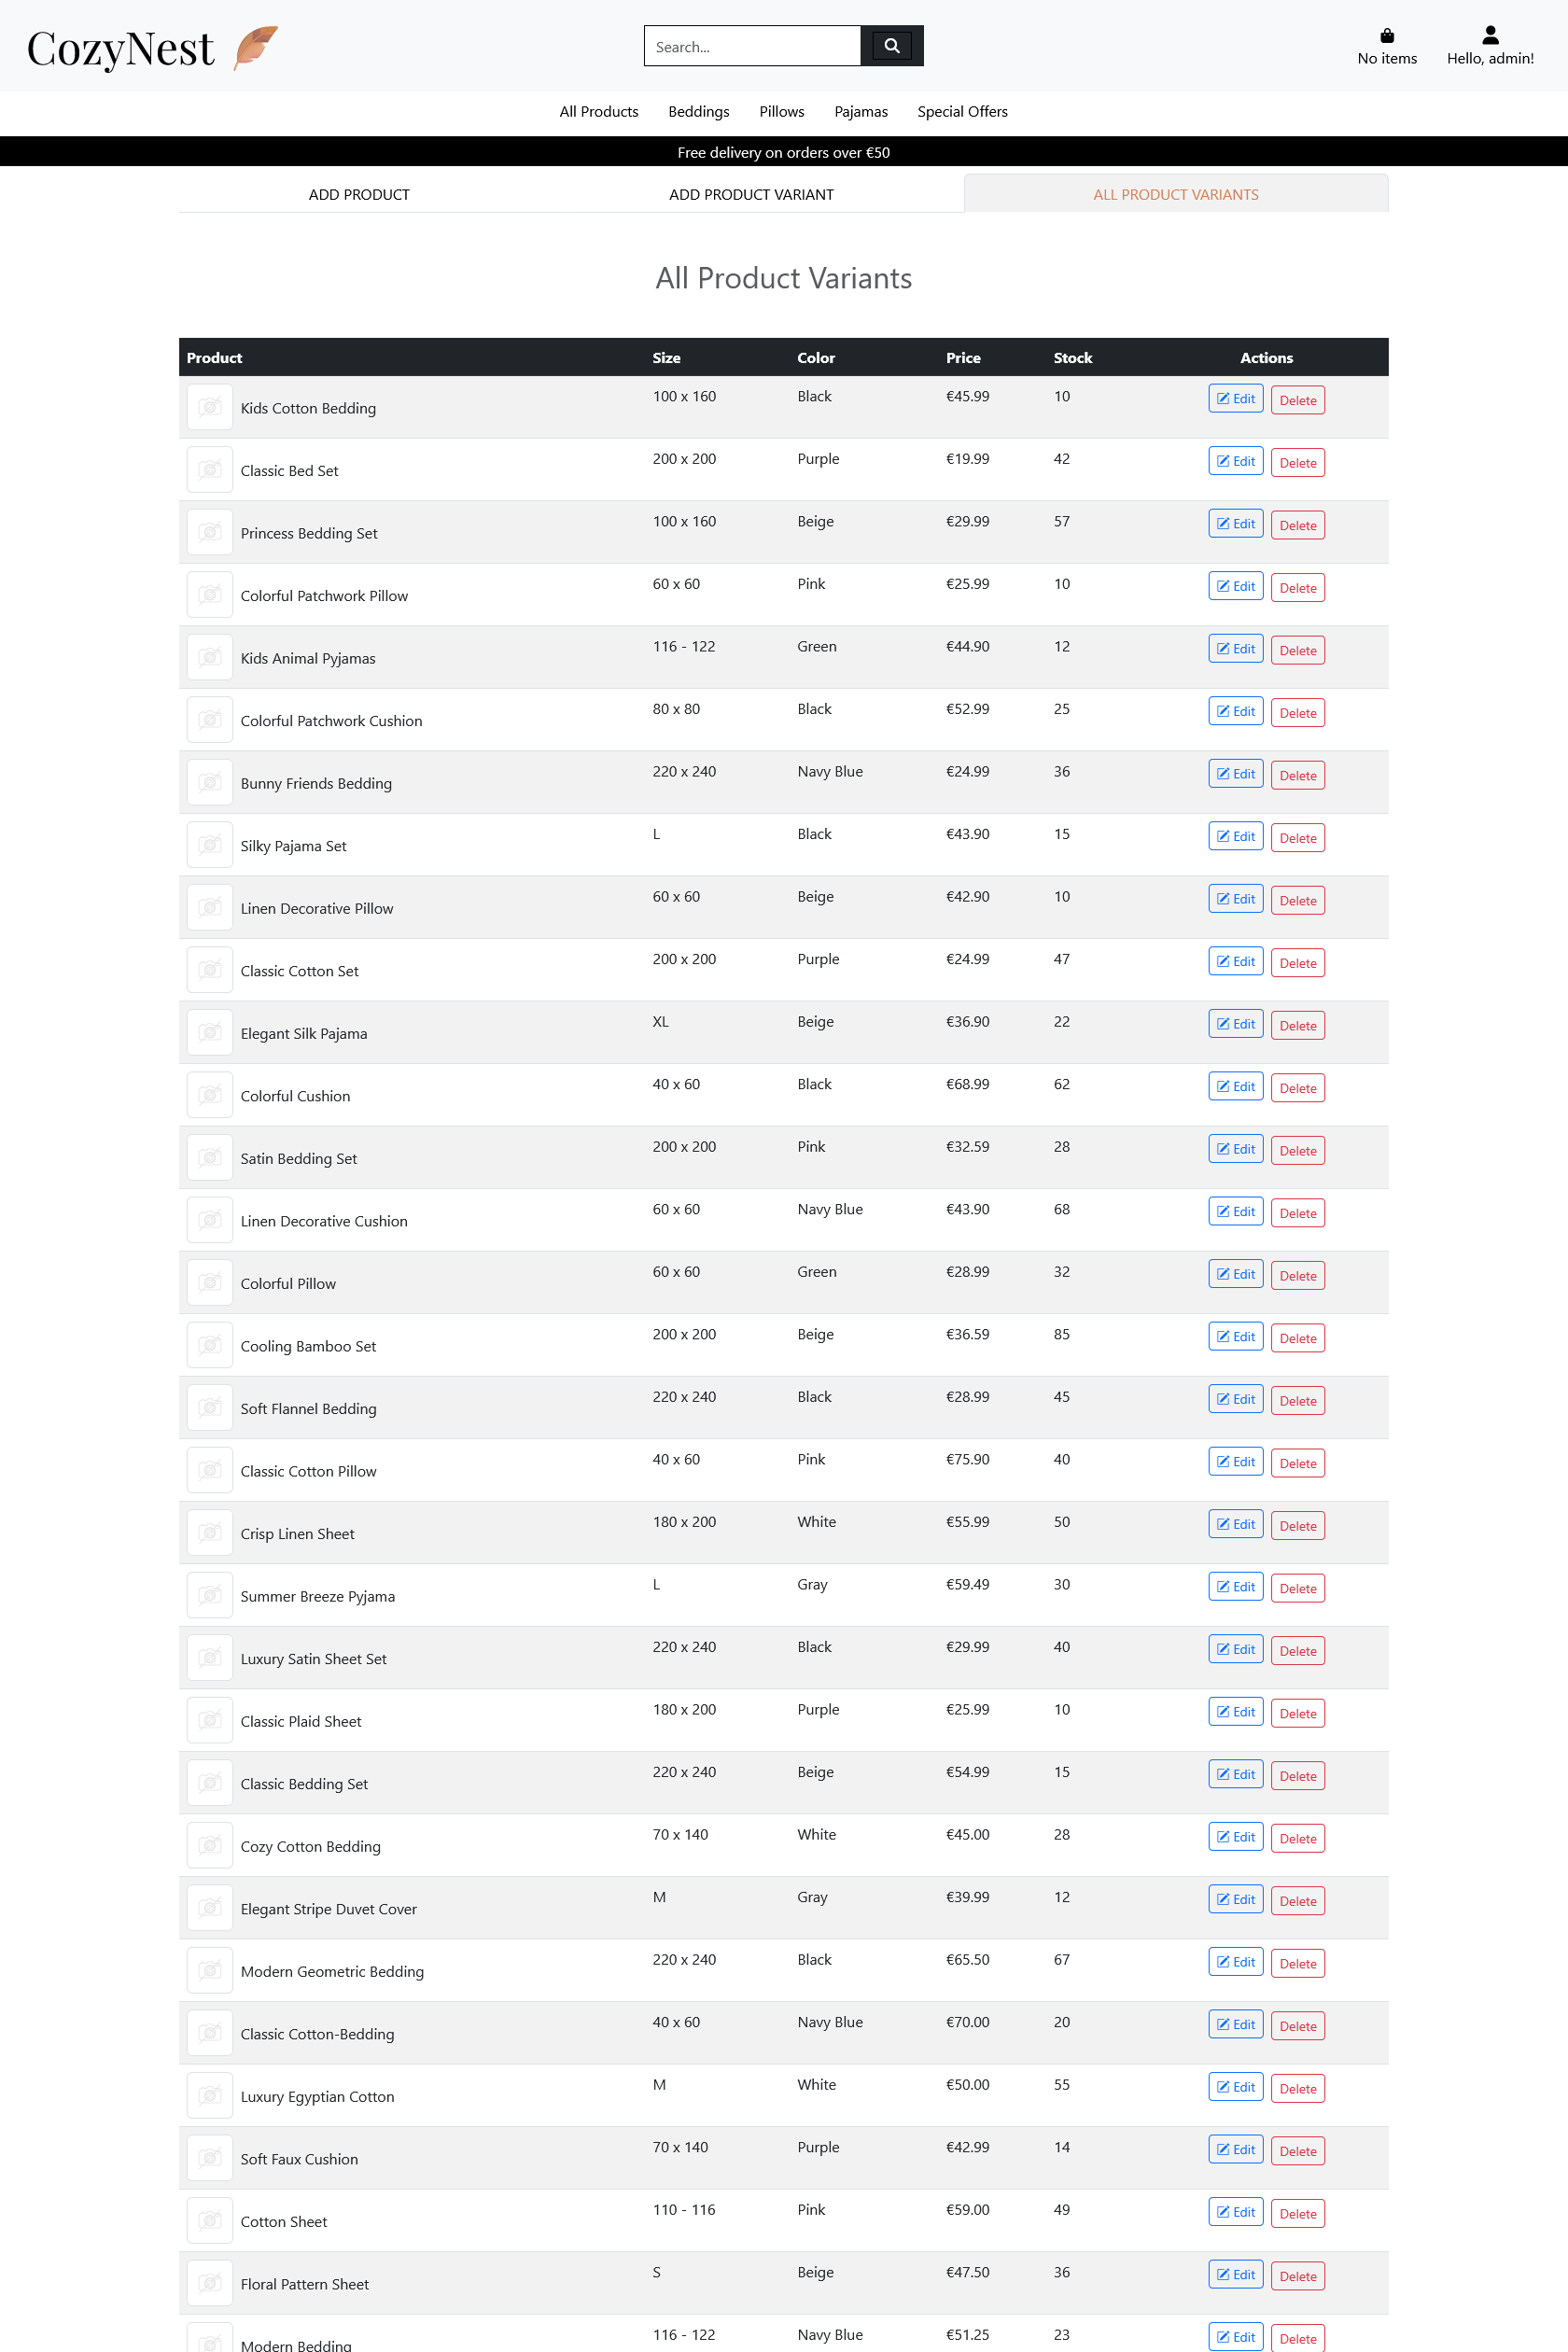 CozyNest
Search...
No items
Hello, admin!
All Products Beddings Pillows Pajamas Special Offers
Free delivery on orders over €50
ADD PRODUCT ADD PRODUCT VARIANT ALL PRODUCT VARIANTS
All Product Variants
Product Size Color Price Stock Actions
Kids Cotton Bedding 100 x 160 Black €45.99 10 Edit Delete
Classic Bed Set 200 x 200 Purple €19.99 42 Edit Delete
Princess Bedding Set 100 x 160 Beige €29.99 57 Edit Delete
Colorful Patchwork Pillow 60 x 60 Pink €25.99 10 Edit Delete
Kids Animal Pyjamas 116 - 122 Green €44.90 12 Edit Delete
Colorful Patchwork Cushion 80 x 80 Black €52.99 25 Edit Delete
Bunny Friends Bedding 220 x 240 Navy Blue €24.99 36 Edit Delete
Silky Pajama Set L Black €43.90 15 Edit Delete
Linen Decorative Pillow 60 x 60 Beige €42.90 10 Edit Delete
Classic Cotton Set 200 x 200 Purple €24.99 47 Edit Delete
Elegant Silk Pajama XL Beige €36.90 22 Edit Delete
Colorful Cushion 40 x 60 Black €68.99 62 Edit Delete
Satin Bedding Set 200 x 200 Pink €32.59 28 Edit Delete
Linen Decorative Cushion 60 x 60 Navy Blue €43.90 68 Edit Delete
Colorful Pillow 60 x 60 Green €28.99 32 Edit Delete
Cooling Bamboo Set 200 x 200 Beige €36.59 85 Edit Delete
Soft Flannel Bedding 220 x 240 Black €28.99 45 Edit Delete
Classic Cotton Pillow 40 x 60 Pink €75.90 40 Edit Delete
Crisp Linen Sheet 180 x 200 White €55.99 50 Edit Delete
Summer Breeze Pyjama L Gray €59.49 30 Edit Delete
Luxury Satin Sheet Set 220 x 240 Black €29.99 40 Edit Delete
Classic Plaid Sheet 180 x 200 Purple €25.99 10 Edit Delete
Classic Bedding Set 220 x 240 Beige €54.99 15 Edit Delete
Cozy Cotton Bedding 70 x 140 White €45.00 28 Edit Delete
Elegant Stripe Duvet Cover M Gray €39.99 12 Edit Delete
Modern Geometric Bedding 220 x 240 Black €65.50 67 Edit Delete
Classic Cotton-Bedding 40 x 60 Navy Blue €70.00 20 Edit Delete
Luxury Egyptian Cotton M White €50.00 55 Edit Delete
Soft Faux Cushion 70 x 140 Purple €42.99 14 Edit Delete
Cotton Sheet 110 - 116 Pink €59.00 49 Edit Delete
Floral Pattern Sheet S Beige €47.50 36 Edit Delete
Modern Bedding 116 - 122 Navy Blue €51.25 23 Edit Delete